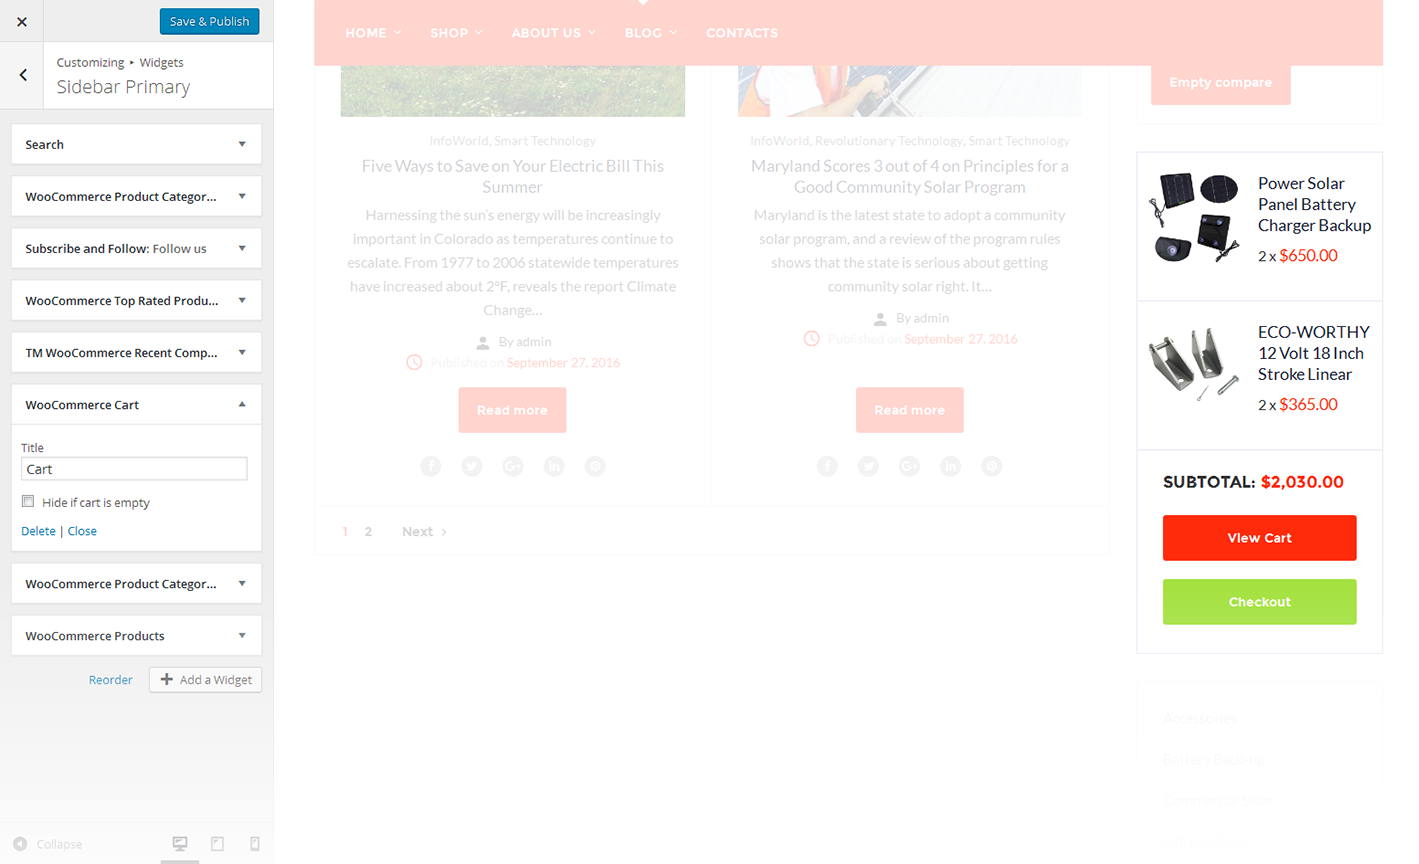 Save & Publish
Customizing ▸ Widgets
Sidebar Primary
Search
WooCommerce Product Categor...
Subscribe and Follow: Follow us
WooCommerce Top Rated Produ...
TM WooCommerce Recent Comp...
WooCommerce Cart
Title
Cart
Hide if cart is empty
Delete | Close
WooCommerce Product Categor...
WooCommerce Products
Reorder
Add a Widget
Collapse
HOME SHOP ABOUT US BLOG CONTACTS
InfoWorld, Smart Technology
Five Ways to Save on Your Electric Bill This
Summer
Harnessing the sun's energy will be increasingly
important in Colorado as temperatures continue to
escalate. From 1977 to 2006 statewide temperatures
have increased about 2°F, reveals the report Climate
Change...
By admin
Published on September 27, 2016
Read more
InfoWorld, Revolutionary Technology, Smart Technology
Maryland Scores 3 out of 4 on Principles for a
Good Community Solar Program
Maryland is the latest state to adopt a community
solar program, and a review of the program rules
shows that the state is serious about getting
community solar right. It...
By admin
Published on September 27, 2016
Read more
1 2 Next
Empty compare
Power Solar
Panel Battery
Charger Backup
2 x $650.00
ECO-WORTHY
12 Volt 18 Inch
Stroke Linear
2 x $365.00
SUBTOTAL: $2,030.00
View Cart
Checkout
Accessories
Battery Back-up
Commercial Solar